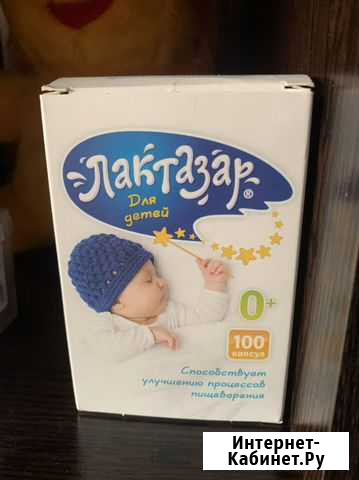 Лактазар®
Для
детей
0+
100
капсул
Способствует
улучшению процессов
пищеварения
Интернет-
Кабинет.Ру